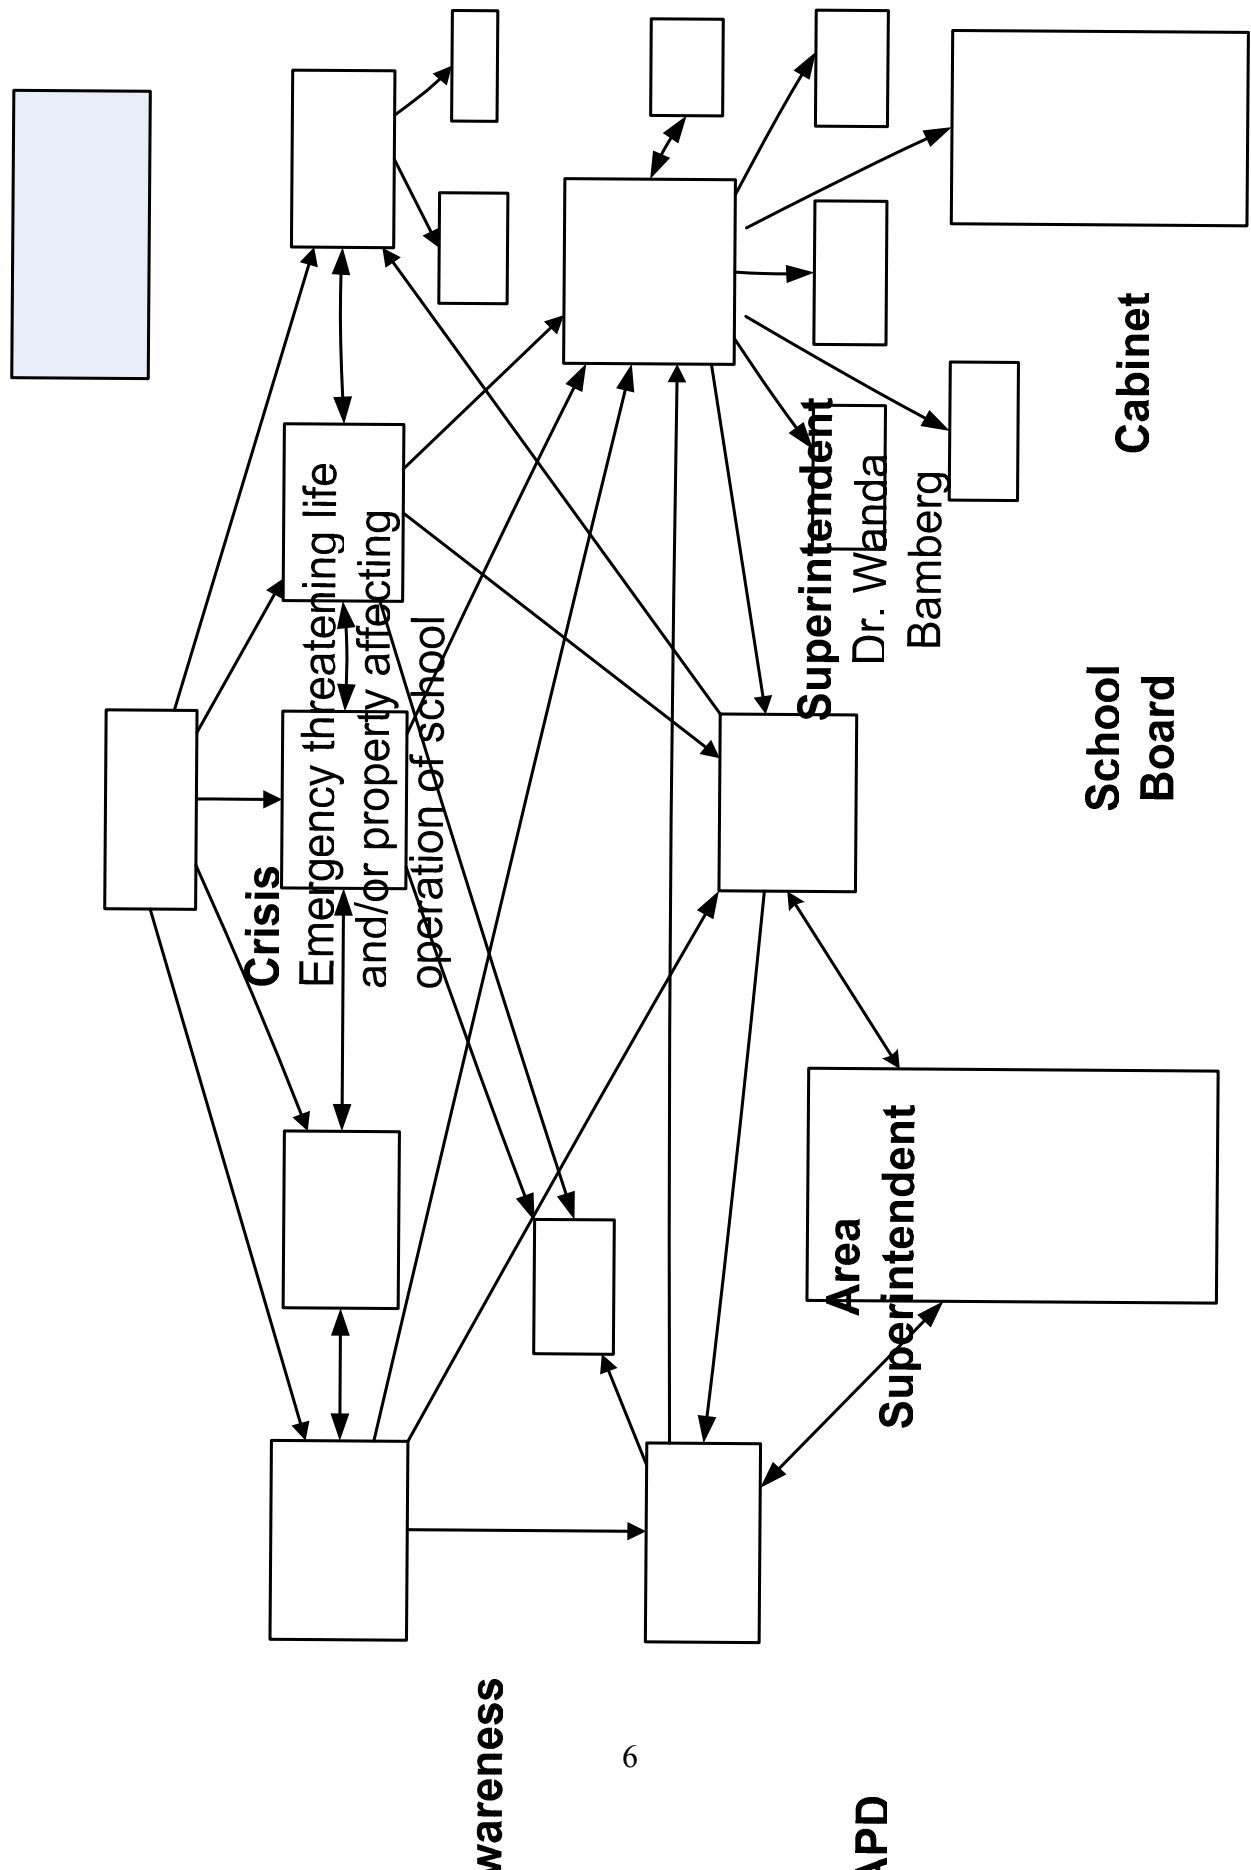 Crisis
Emergency threatening life
and/or property affecting
operation of school
Superintendent
Dr. Wanda
Bamberg
Cabinet
School
Board
Area
Superintendent
wareness
APD
6